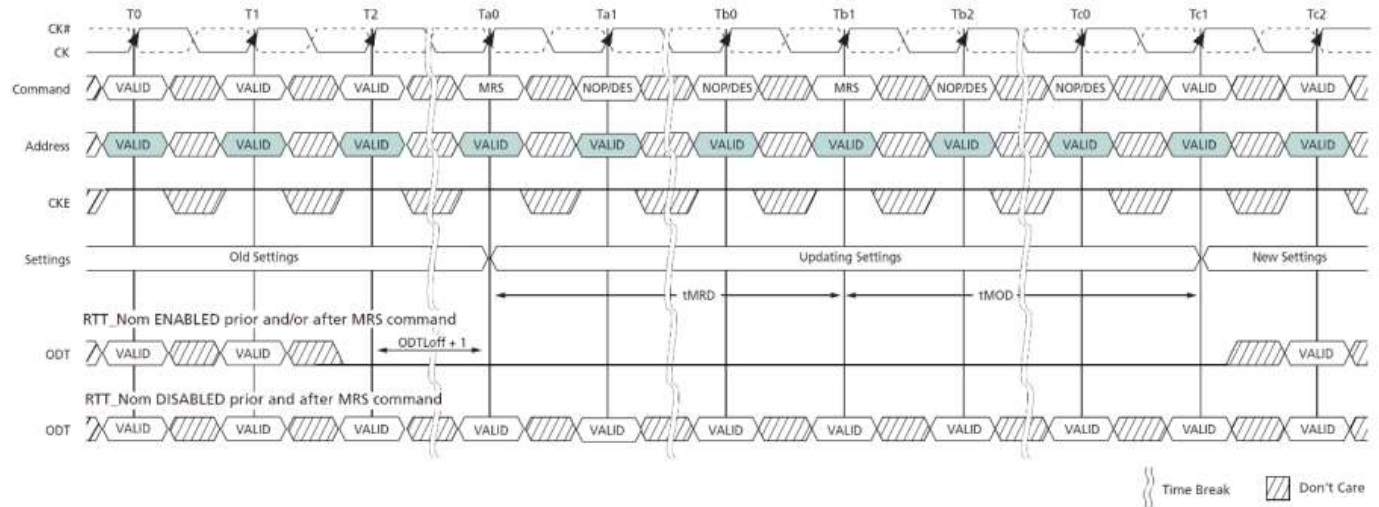 T0 T1 T2 Ta0 Ta1 Tb0 Tb1 Tb2 Tc0 Tc1 Tc2
CK#
CK
Command VALID VALID VALID MRS NOP/DES NOP/DES MRS NOP/DES NOP/DES VALID VALID
Address VALID VALID VALID VALID VALID VALID VALID VALID VALID VALID VALID
CKE
Settings Old Settings Updating Settings New Settings
tMRD tMOD
RTT_Nom ENABLED prior and/or after MRS command
ODTLoff + 1
ODT VALID VALID VALID
RTT_Nom DISABLED prior and after MRS command
ODT VALID VALID VALID VALID VALID VALID VALID VALID VALID VALID VALID
Time Break Don't Care